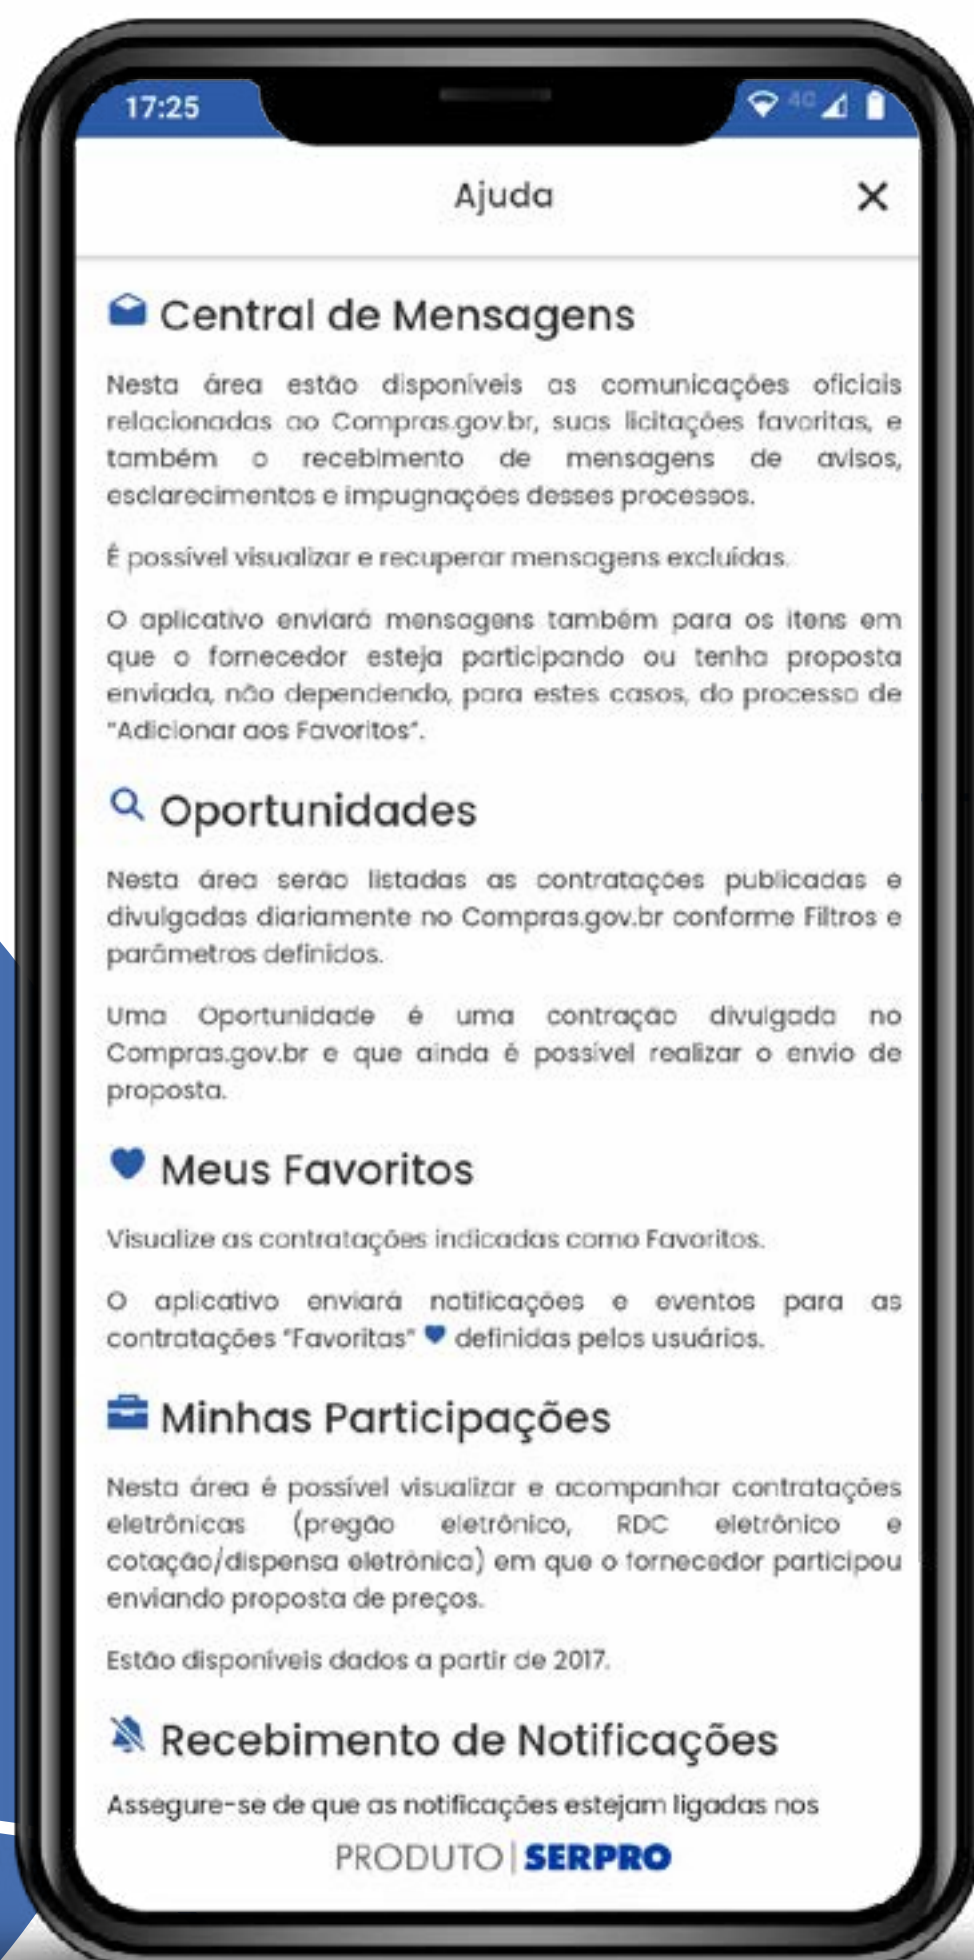 17:25
4G
Ajuda
Central de Mensagens
Nesta área estão disponíveis as comunicações oficiais
relacionadas ao Compras.gov.br, suas licitações favoritas, e
também o recebimento de mensagens de avisos,
esclarecimentos e impugnações desses processos.
É possível visualizar e recuperar mensagens excluídas.
O aplicativo enviará mensagens também para os itens em
que o fornecedor esteja participando ou tenha proposta
enviada, não dependendo, para estes casos, do processo de
"Adicionar aos Favoritos".
Oportunidades
Nesta área serão listadas as contratações publicadas e
divulgadas diariamente no Compras.gov.br conforme Filtros e
parâmetros definidos.
Uma Oportunidade é uma contração divulgada no
Compras.gov.br e que ainda é possível realizar o envio de
proposta.
Meus Favoritos
Visualize as contratações indicadas como Favoritos.
O aplicativo enviará notificações e eventos para as
contratações "Favoritas" definidas pelos usuários.
Minhas Participações
Nesta área é possível visualizar e acompanhar contratações
eletrônicas (pregão eletrônico, RDC eletrônico e
cotação/dispensa eletrônica) em que o fornecedor participou
enviando proposta de preços.
Estão disponíveis dados a partir de 2017.
Recebimento de Notificações
Assegure-se de que as notificações estejam ligadas nos
PRODUTO | SERPRO